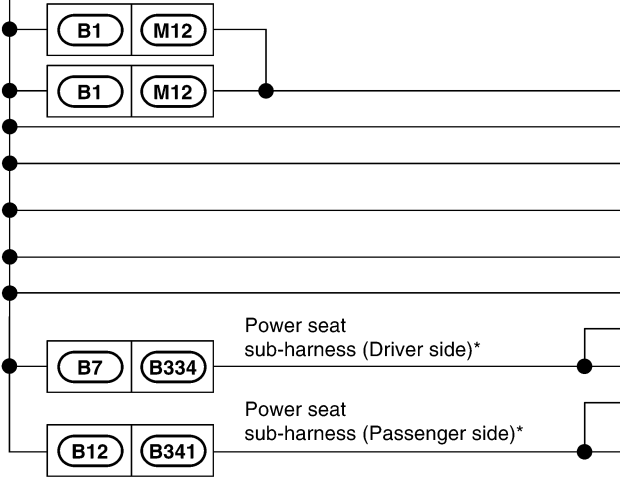 B1 M12
B1 M12
Power seat
sub-harness (Driver side)*
B7 B334
Power seat
sub-harness (Passenger side)*
B12 B341